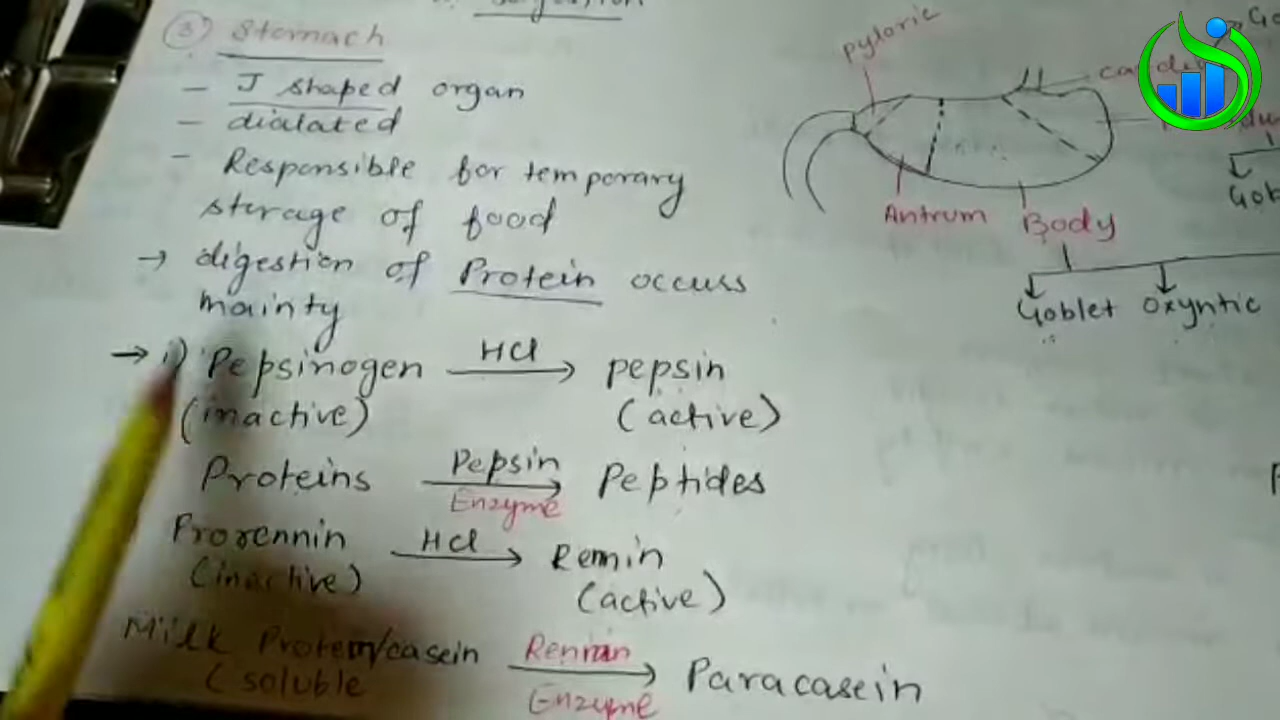 ③ Stomach
- J shaped organ
- dialated
- Responsible for temporary
storage of food
→ digestion of Protein occurs
mainty
→ i) Pepsinogen HCl → pepsin
(inactive) (active)
Proteins Pepsin → Peptides
Enzyme
Prorennin HCl → Remin
(inactive) (active)
Milk Protein/casein Rennin → Paracasein
(soluble Enzyme
pyloric
Antrum Body
Goblet Oxyntic